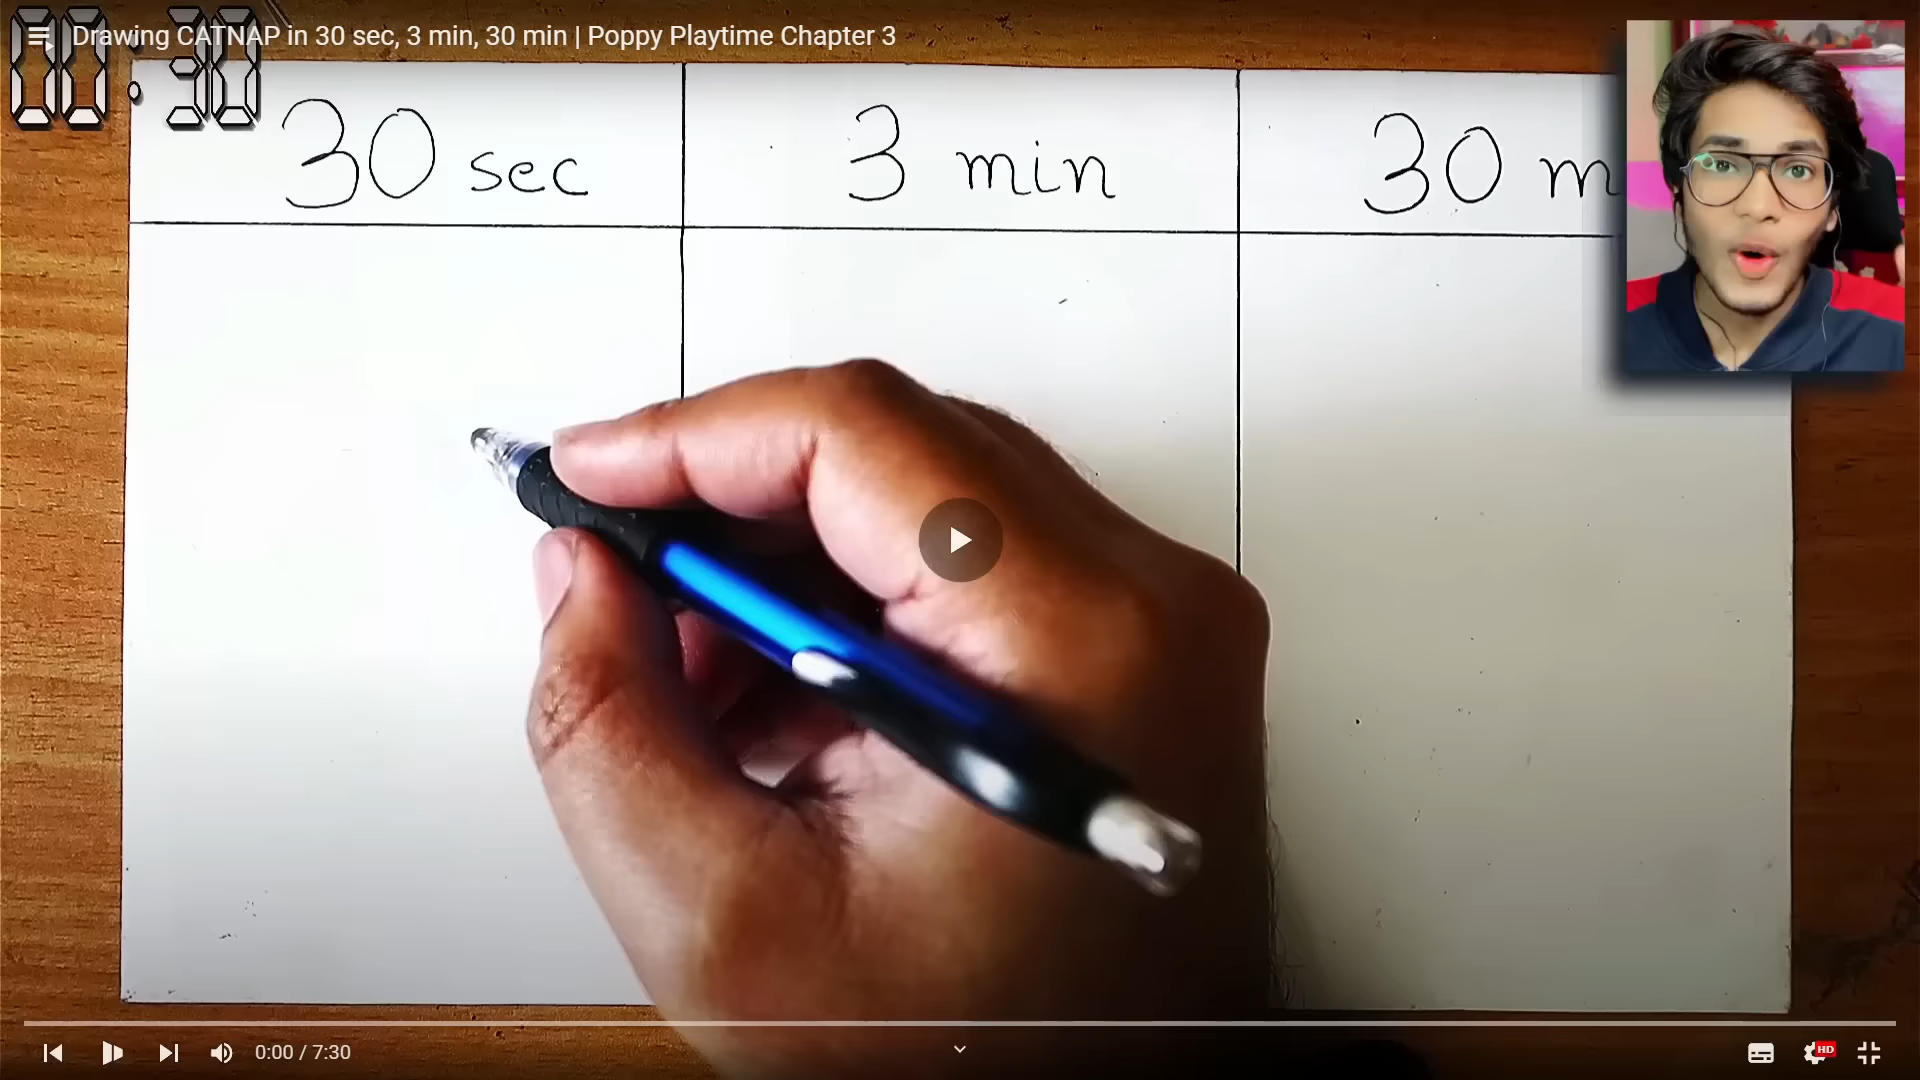 Drawing CATNAP in 30 sec, 3 min, 30 min | Poppy Playtime Chapter 3
00:30
30 sec
3 min
30 m
0:00 / 7:30
HD